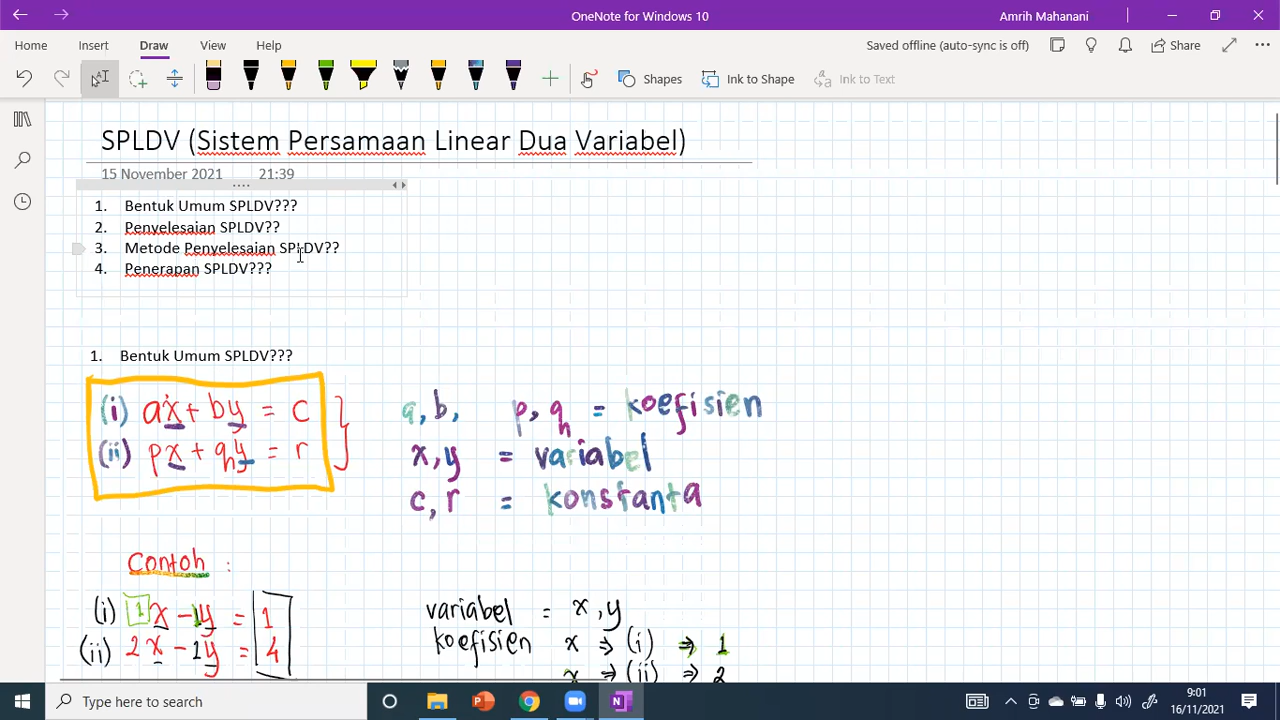 OneNote for Windows 10
Amrih Mahanani
Home Insert Draw View Help
Saved offline (auto-sync is off)
Share
Shapes
Ink to Shape
Ink to Text
SPLDV (Sistem Persamaan Linear Dua Variabel)
15 November 2021 21:39
1. Bentuk Umum SPLDV???
2. Penyelesaian SPLDV??
3. Metode Penyelesaian SPLDV??
4. Penerapan SPLDV???
1. Bentuk Umum SPLDV???
(i) ax + by = c
(ii) px + qy = r
a, b, p, q = koefisien
x, y = variabel
c, r = konstanta
Contoh :
(i) 1x - 1y = 1
(ii) 2x - 1y = 4
variabel = x, y
koefisien x ⇒ (i) ⇒ 1
x ⇒ (ii) ⇒ 2
Type here to search
9:01
16/11/2021